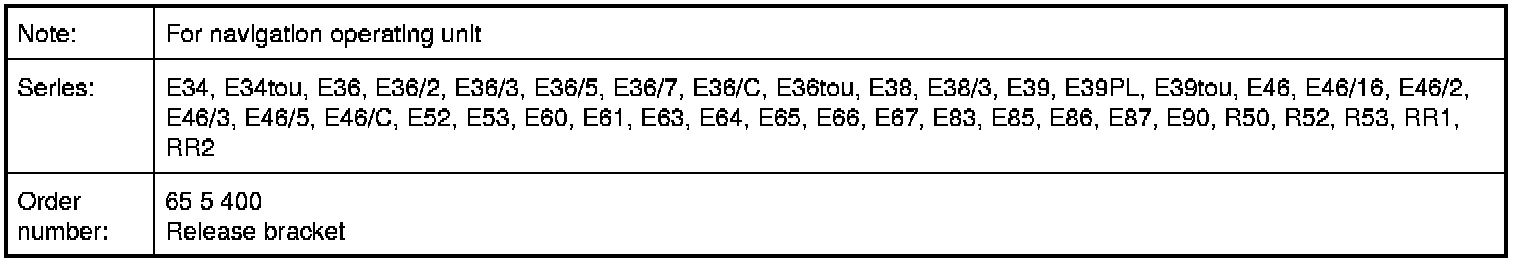 Note: For navigation operating unit
Series: E34, E34tou, E36, E36/2, E36/3, E36/5, E36/7, E36/C, E36tou, E38, E38/3, E39, E39PL, E39tou, E46, E46/16, E46/2,
E46/3, E46/5, E46/C, E52, E53, E60, E61, E63, E64, E65, E66, E67, E83, E85, E86, E87, E90, R50, R52, R53, RR1,
RR2
Order 65 5 400
number: Release bracket